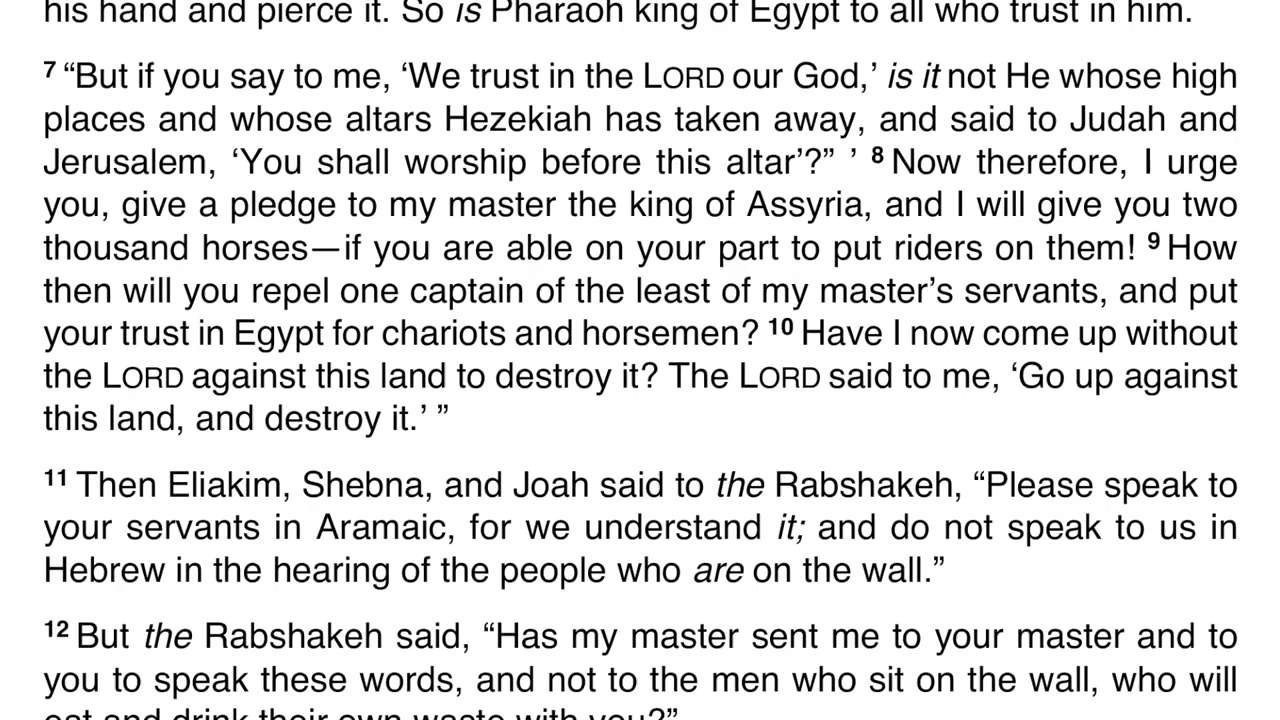 his hand and pierce it. So is Pharaoh king of Egypt to all who trust in him.
7 “But if you say to me, ‘We trust in the LORD our God,’ is it not He whose high
places and whose altars Hezekiah has taken away, and said to Judah and
Jerusalem, ‘You shall worship before this altar’?” ’ 8 Now therefore, I urge
you, give a pledge to my master the king of Assyria, and I will give you two
thousand horses—if you are able on your part to put riders on them! 9 How
then will you repel one captain of the least of my master’s servants, and put
your trust in Egypt for chariots and horsemen? 10 Have I now come up without
the LORD against this land to destroy it? The LORD said to me, ‘Go up against
this land, and destroy it.’ ”
11 Then Eliakim, Shebna, and Joah said to the Rabshakeh, “Please speak to
your servants in Aramaic, for we understand it; and do not speak to us in
Hebrew in the hearing of the people who are on the wall.”
12 But the Rabshakeh said, “Has my master sent me to your master and to
you to speak these words, and not to the men who sit on the wall, who will
eat and drink their own waste with you?”